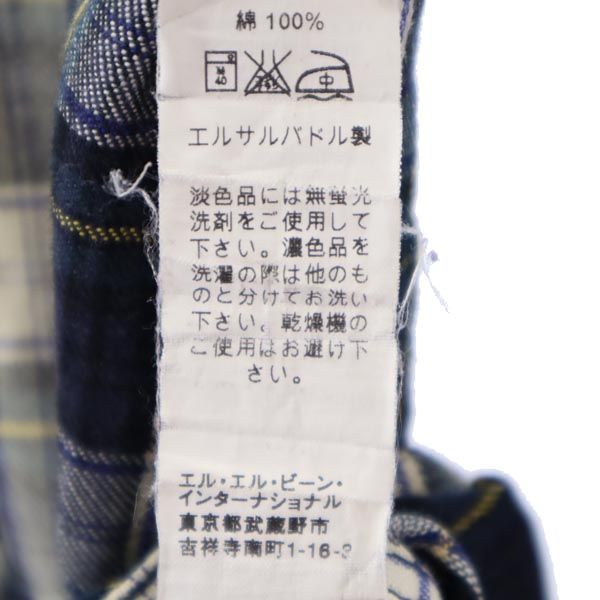 綿 100%
40
中
エルサルバドル製
淡色品には無蛍光
洗剤をご使用して
下さい。濃色品を
洗濯の際は他のも
のと分けてお洗い
下さい。乾燥機の
ご使用はお避け下
さい。
エル・エル・ビーン・
インターナショナル
東京都武蔵野市
吉祥寺南町1-16-3